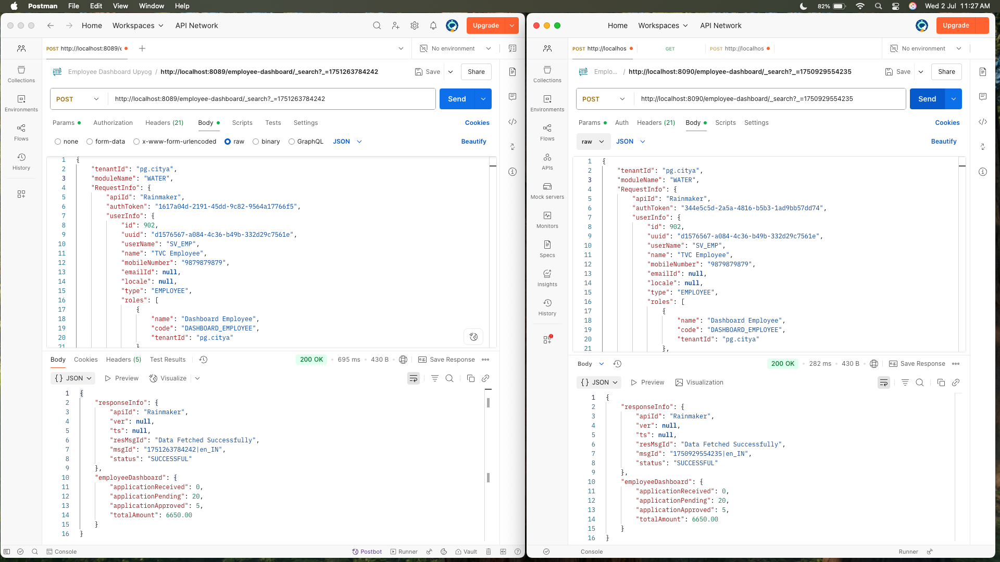 Postman File Edit View Window Help
82% Wed 2 Jul 11:27 AM
Home Workspaces API Network Upgrade
POST http://localhost:8089/e No environment
Employee Dashboard Upyog / http://localhost:8089/employee-dashboard/_search?_=1751263784242 Save Share
POST http://localhost:8089/employee-dashboard/_search?_=1751263784242 Send
Params Authorization Headers (21) Body Scripts Tests Settings Cookies
none form-data x-www-form-urlencoded raw binary GraphQL JSON Beautify
Collections
Environments
Flows
History
1 {
2 "tenantId": "pg.citya",
3 "moduleName": "WATER",
4 "RequestInfo": {
5 "apiId": "Rainmaker",
6 "authToken": "1617a04d-2191-45dd-9c82-9564a17766f5",
7 "userInfo": {
8 "id": 902,
9 "uuid": "d1576567-a084-4c36-b49b-332d29c7561e",
10 "userName": "SV_EMP",
11 "name": "TVC Employee",
12 "mobileNumber": "9879879879",
13 "emailId": null,
14 "locale": null,
15 "type": "EMPLOYEE",
16 "roles": [
17 {
18 "name": "Dashboard Employee",
19 "code": "DASHBOARD_EMPLOYEE",
20 "tenantId": "pg.citya"
21 }
Body Cookies Headers (5) Test Results 200 OK 695 ms 430 B e.g. Save Response
{} JSON Preview Visualize
1 {
2 "responseInfo": {
3 "apiId": "Rainmaker",
4 "ver": null,
5 "ts": null,
6 "resMsgId": "Data Fetched Successfully",
7 "msgId": "1751263784242|en_IN",
8 "status": "SUCCESSFUL"
9 },
10 "employeeDashboard": {
11 "applicationReceived": 0,
12 "applicationPending": 20,
13 "applicationApproved": 5,
14 "totalAmount": 6650.00
15 }
16 }
Console Postbot Runner Vault
Home Workspaces API Network Upgrade
POST http://localhos GET POST http://localhos No environment
HTTP Emplo... / http://localhost:8090/employee-dashboard/_search?_=1750929554235 Save Share
POST http://localhost:8090/employee-dashboard/_search?_=1750929554235 Send
Params Auth Headers (21) Body Scripts Settings Cookies
raw JSON Beautify
Collections
Environments
Flows
APIs
Mock servers
Monitors
Specs
Insights
History
1 {
2 "tenantId": "pg.citya",
3 "moduleName": "WATER",
4 "RequestInfo": {
5 "apiId": "Rainmaker",
6 "authToken": "344e5c5d-2a5a-4816-b5b3-1ad9bb57dd74",
7 "userInfo": {
8 "id": 902,
9 "uuid": "d1576567-a084-4c36-b49b-332d29c7561e",
10 "userName": "SV_EMP",
11 "name": "TVC Employee",
12 "mobileNumber": "9879879879",
13 "emailId": null,
14 "locale": null,
15 "type": "EMPLOYEE",
16 "roles": [
17 {
18 "name": "Dashboard Employee",
19 "code": "DASHBOARD_EMPLOYEE",
20 "tenantId": "pg.citya"
21 },
Body 200 OK 282 ms 430 B e.g. Save Response
{} JSON Preview Visualization
1 {
2 "responseInfo": {
3 "apiId": "Rainmaker",
4 "ver": null,
5 "ts": null,
6 "resMsgId": "Data Fetched Successfully",
7 "msgId": "1750929554235|en_IN",
8 "status": "SUCCESSFUL"
9 },
10 "employeeDashboard": {
11 "applicationReceived": 0,
12 "applicationPending": 20,
13 "applicationApproved": 5,
14 "totalAmount": 6650.00
15 }
16 }
Console Runner